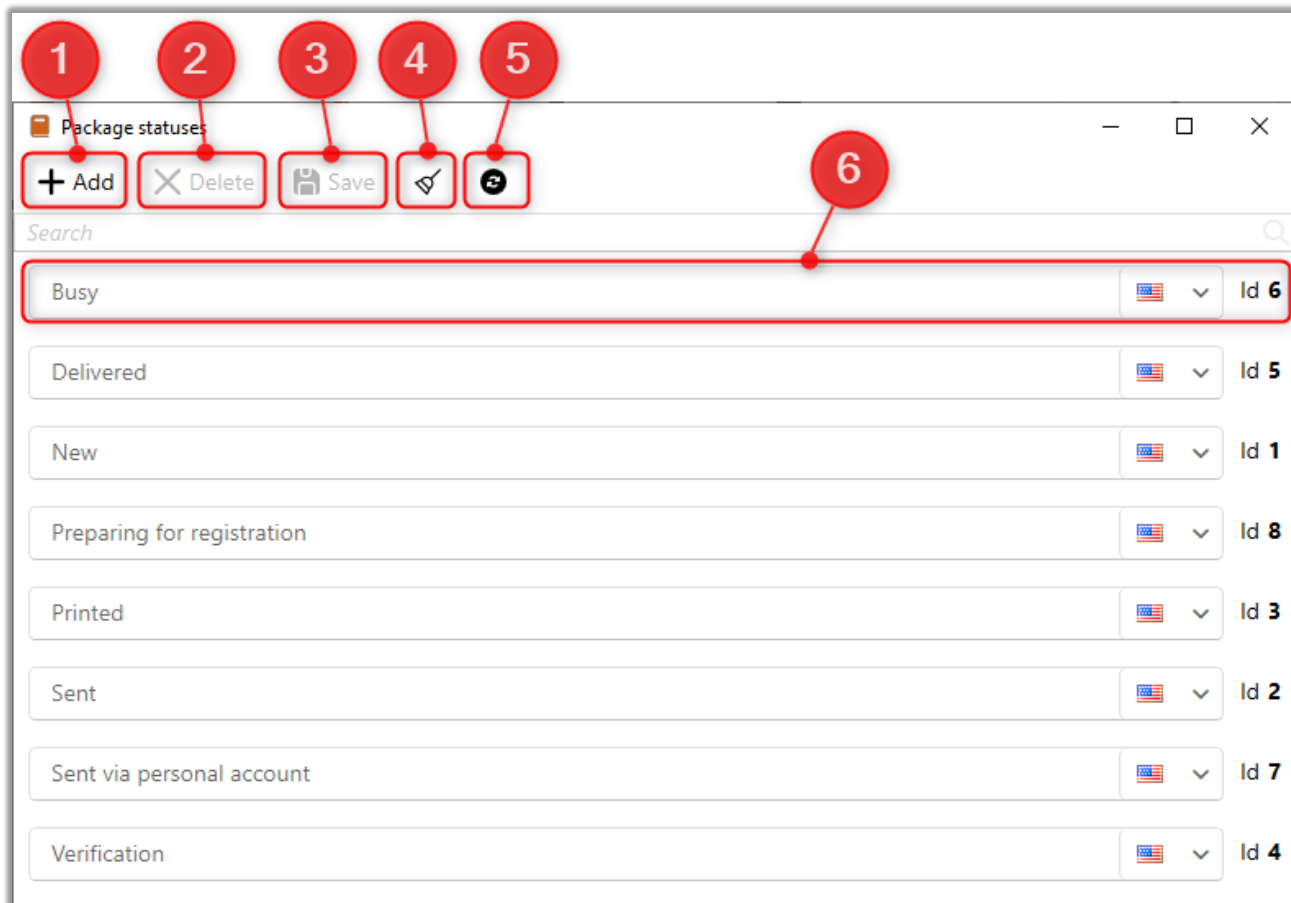 1 2 3 4 5
Package statuses
Add Delete Save
6
Search
Busy Id 6
Delivered Id 5
New Id 1
Preparing for registration Id 8
Printed Id 3
Sent Id 2
Sent via personal account Id 7
Verification Id 4